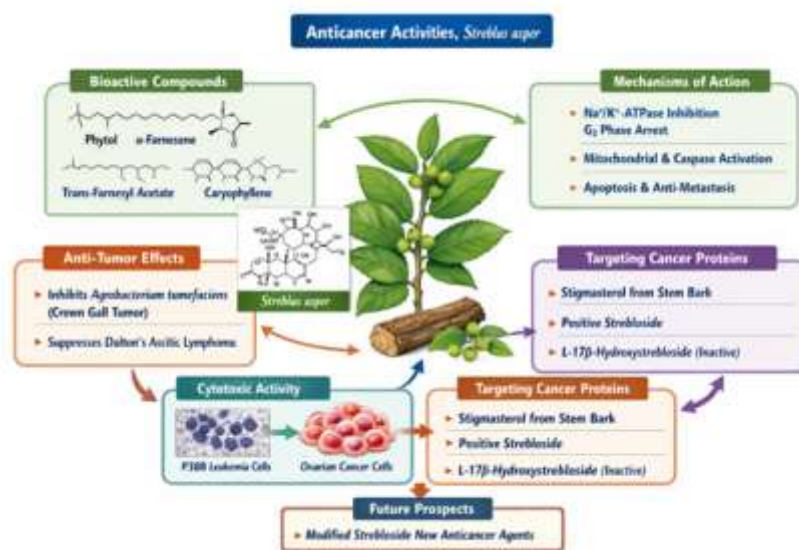 Anticancer Activities, Streblus asper
Bioactive Compounds
Phytol
α-Farnesene
Trans-Farnesyl Acetate
Caryophyllene
Mechanisms of Action
Na⁺/K⁺-ATPase Inhibition
G₂ Phase Arrest
Mitochondrial & Caspase Activation
Apoptosis & Anti-Metastasis
Anti-Tumor Effects
Inhibits Agrobacterium tumefaciens
(Crown Gall Tumor)
Suppresses Dalton's Ascitic Lymphoma
Streblus asper
Targeting Cancer Proteins
Stigmasterol from Stem Bark
Positive Strebloside
L-17β-Hydroxystrebloside (Inactive)
Cytotoxic Activity
P388 Leukemia Cells
Ovarian Cancer Cells
Targeting Cancer Proteins
Stigmasterol from Stem Bark
Positive Strebloside
L-17β-Hydroxystrebloside (Inactive)
Future Prospects
Modified Strebloside New Anticancer Agents